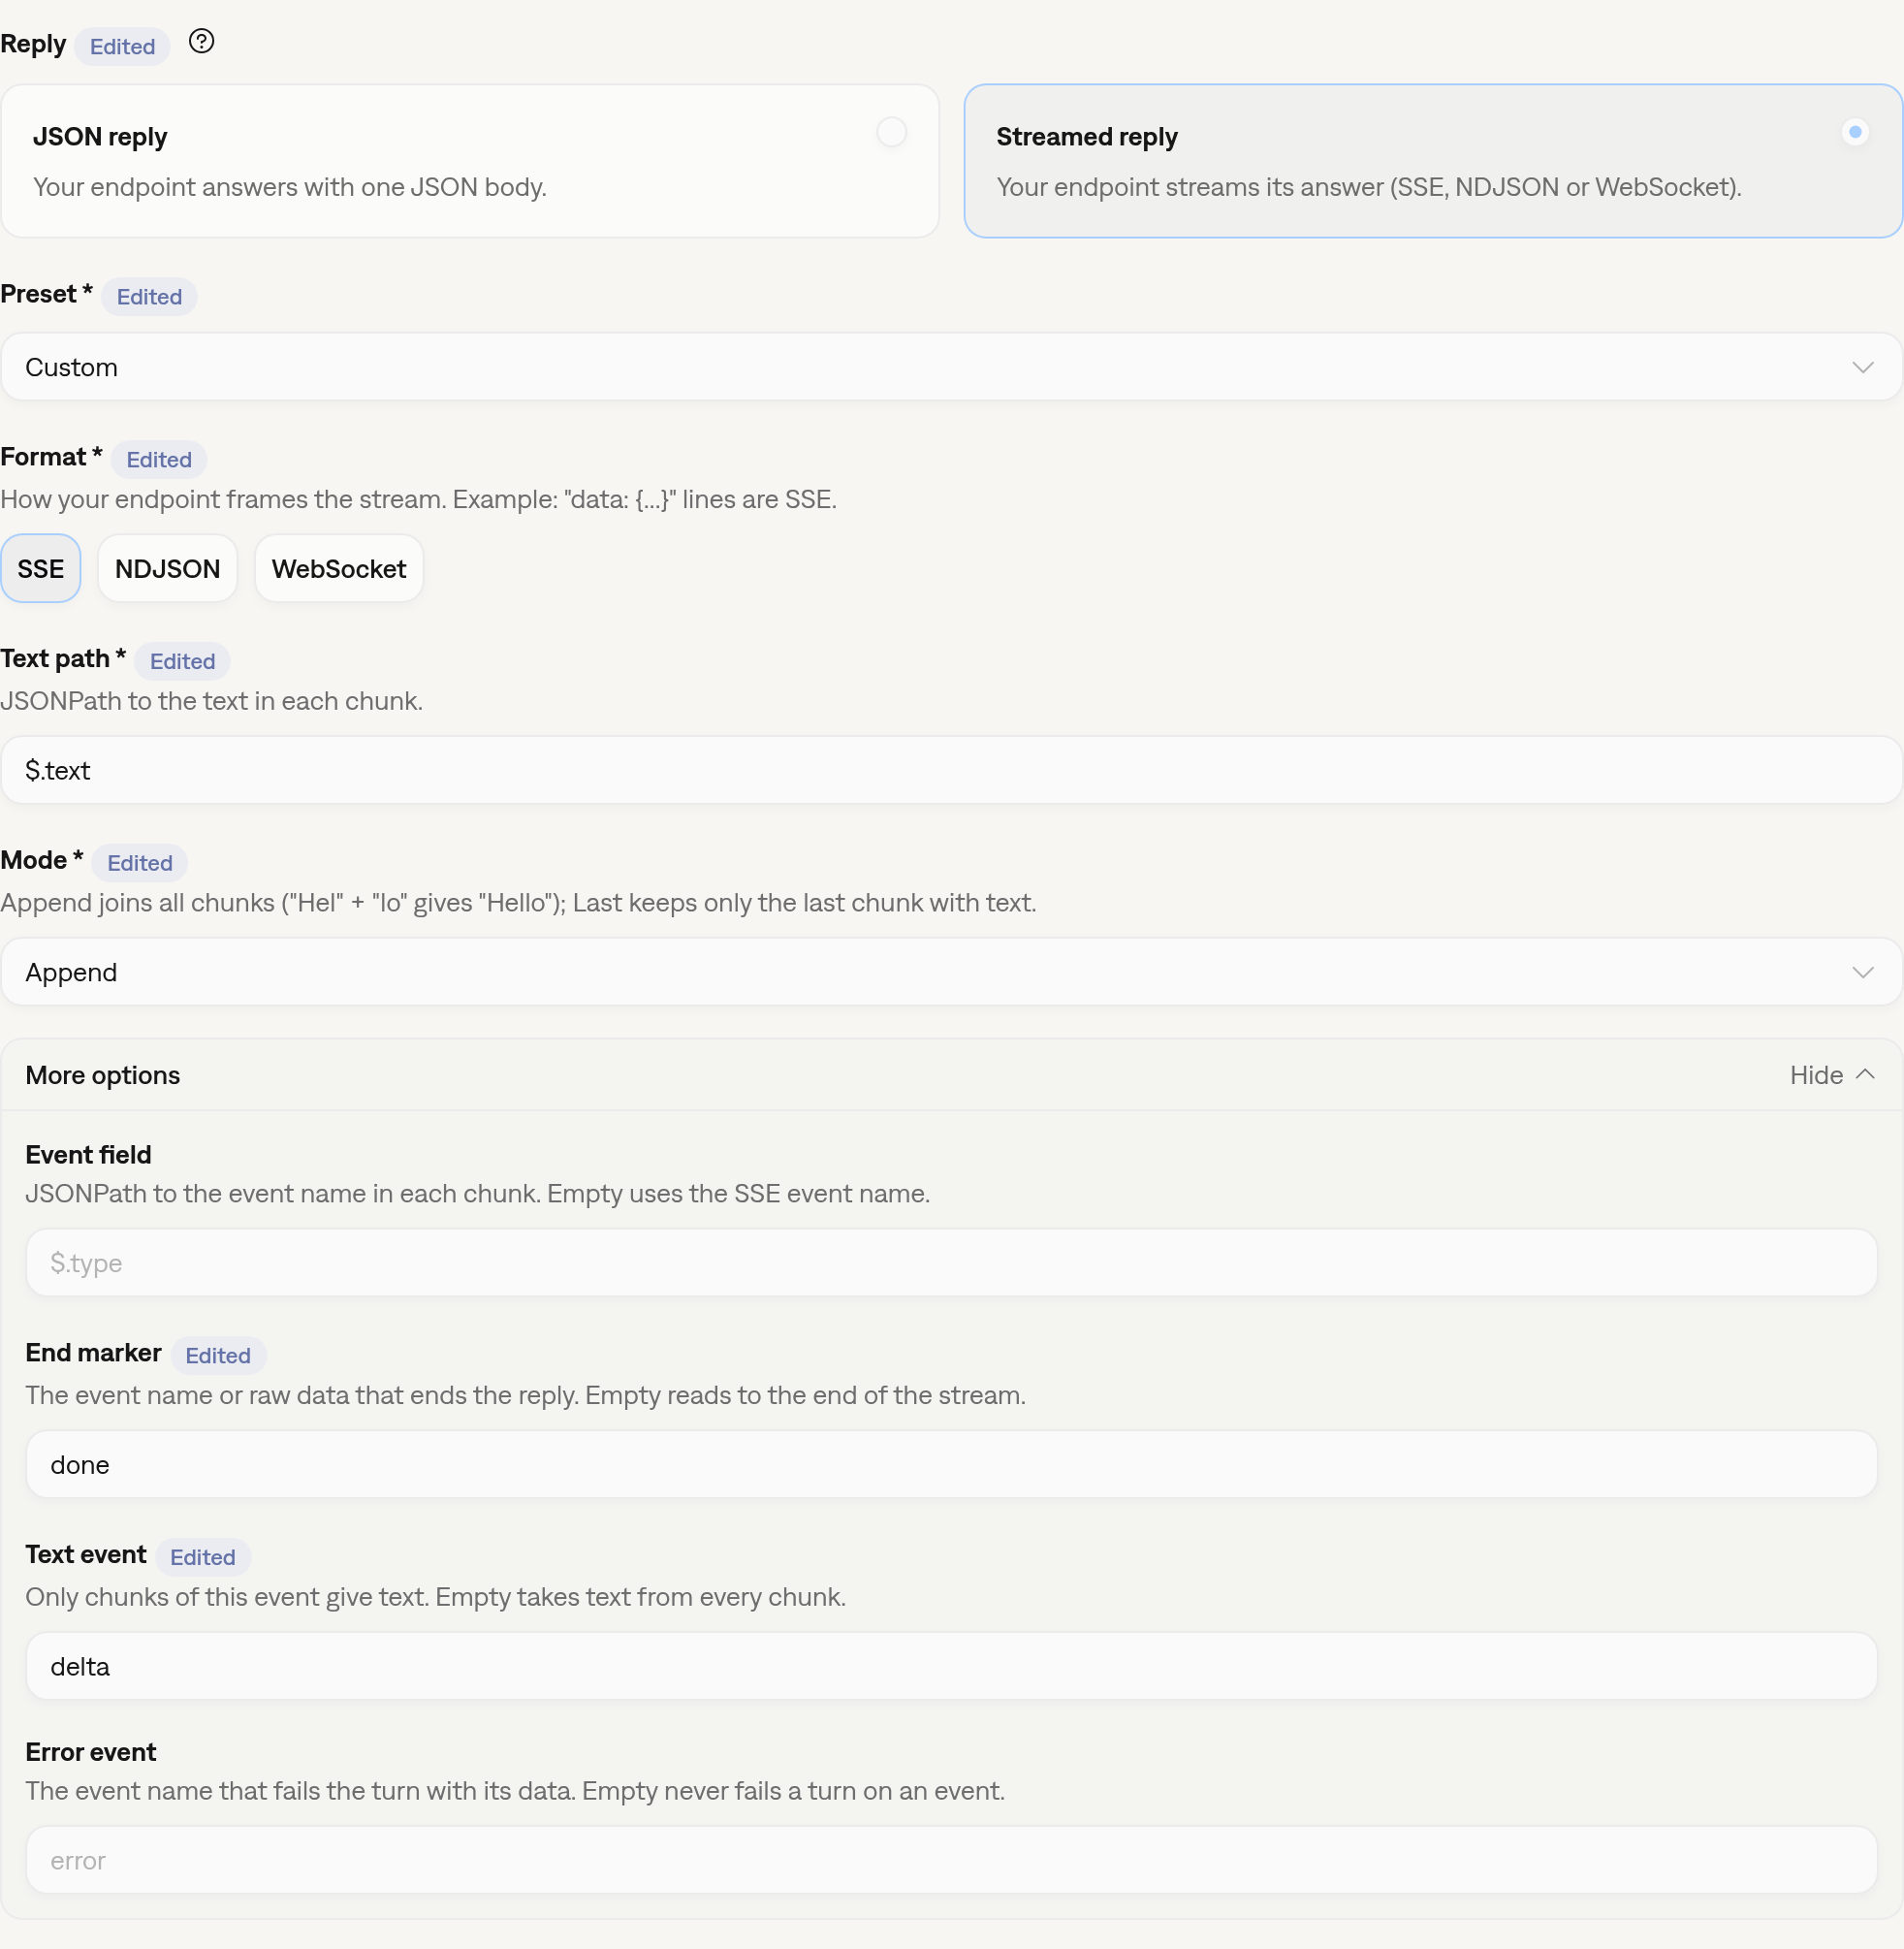 Reply Edited
JSON reply
Your endpoint answers with one JSON body.
Streamed reply
Your endpoint streams its answer (SSE, NDJSON or WebSocket).
Preset * Edited
Custom
Format * Edited
How your endpoint frames the stream. Example: "data: {...}" lines are SSE.
SSE NDJSON WebSocket
Text path * Edited
JSONPath to the text in each chunk.
$.text
Mode * Edited
Append joins all chunks ("Hel" + "lo" gives "Hello"); Last keeps only the last chunk with text.
Append
More options Hide
Event field
JSONPath to the event name in each chunk. Empty uses the SSE event name.
$.type
End marker Edited
The event name or raw data that ends the reply. Empty reads to the end of the stream.
done
Text event Edited
Only chunks of this event give text. Empty takes text from every chunk.
delta
Error event
The event name that fails the turn with its data. Empty never fails a turn on an event.
error